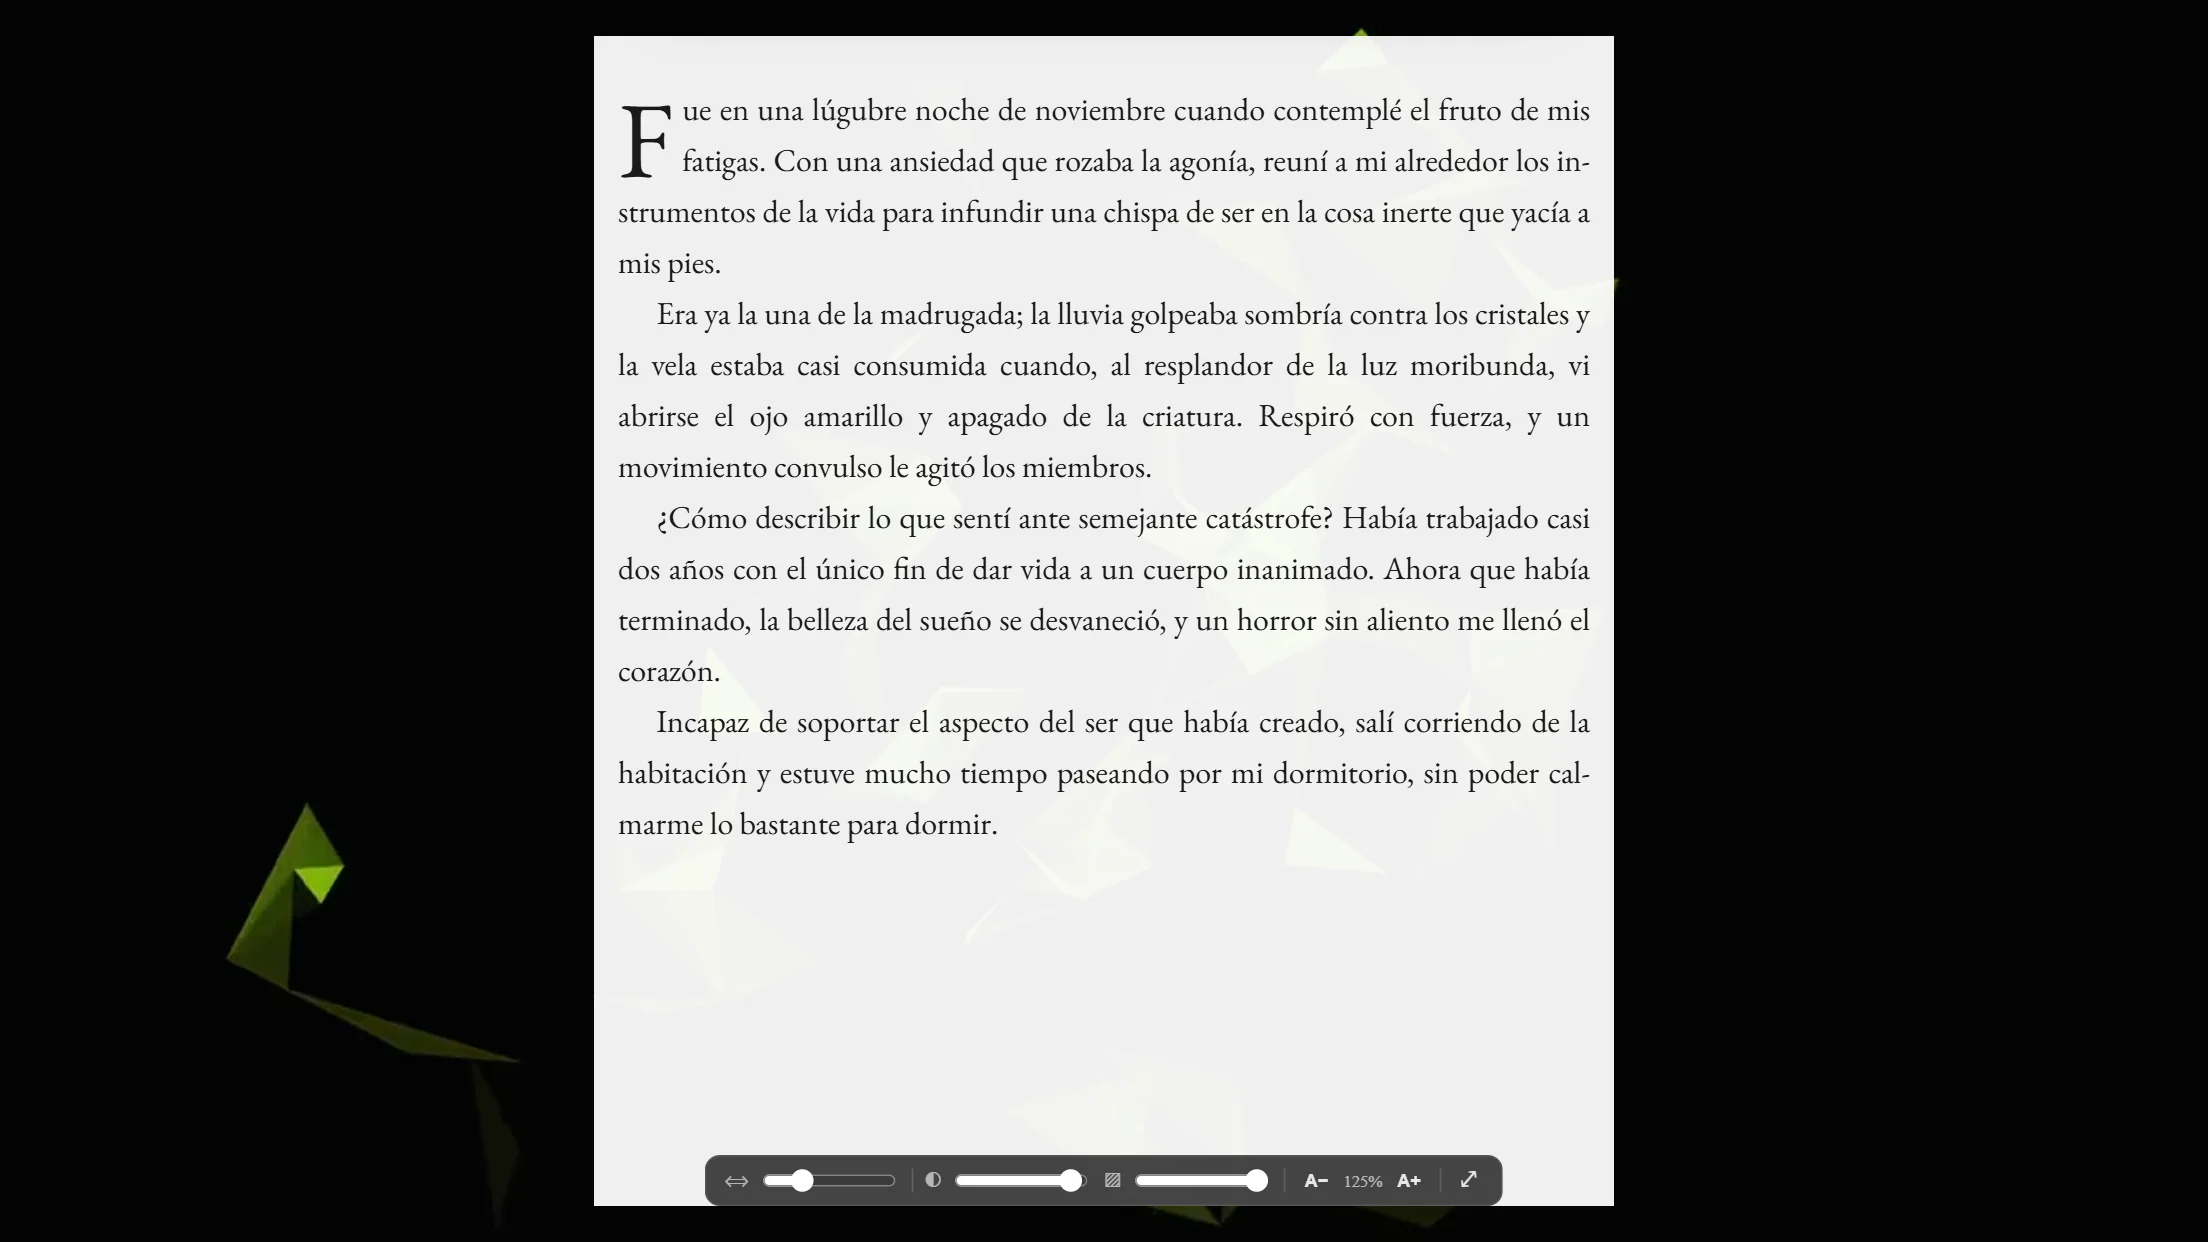 Fue en una lúgubre noche de noviembre cuando contemplé el fruto de mis
fatigas. Con una ansiedad que rozaba la agonía, reuní a mi alrededor los in-
strumentos de la vida para infundir una chispa de ser en la cosa inerte que yacía a
mis pies.
Era ya la una de la madrugada; la lluvia golpeaba sombría contra los cristales y
la vela estaba casi consumida cuando, al resplandor de la luz moribunda, vi
abrirse el ojo amarillo y apagado de la criatura. Respiró con fuerza, y un
movimiento convulso le agitó los miembros.
¿Cómo describir lo que sentí ante semejante catástrofe? Había trabajado casi
dos años con el único fin de dar vida a un cuerpo inanimado. Ahora que había
terminado, la belleza del sueño se desvaneció, y un horror sin aliento me llenó el
corazón.
Incapaz de soportar el aspecto del ser que había creado, salí corriendo de la
habitación y estuve mucho tiempo paseando por mi dormitorio, sin poder cal-
marme lo bastante para dormir.
A− 125% A+